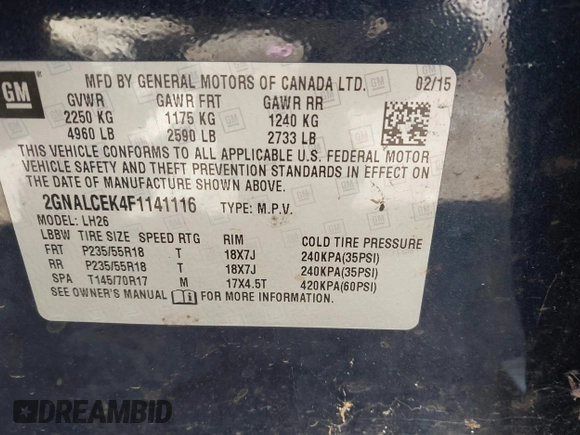 GM
MFD BY GENERAL MOTORS OF CANADA LTD. 02/15
GVWR GAWR FRT GAWR RR
2250 KG 1175 KG 1240 KG
4960 LB 2590 LB 2733 LB
THIS VEHICLE CONFORMS TO ALL APPLICABLE U.S. FEDERAL MOTOR
VEHICLE SAFETY AND THEFT PREVENTION STANDARDS IN EFFECT ON
THE DATE OF MANUFACTURE SHOWN ABOVE.
2GNALCEK4F1141116 TYPE: M.P.V.
MODEL: LH26
LBBW TIRE SIZE SPEED RTG RIM COLD TIRE PRESSURE
FRT P235/55R18 T 18X7J 240KPA(35PSI)
RR P235/55R18 T 18X7J 240KPA(35PSI)
SPA T145/70R17 M 17X4.5T 420KPA(60PSI)
SEE OWNER'S MANUAL FOR MORE INFORMATION.
DREAMBID